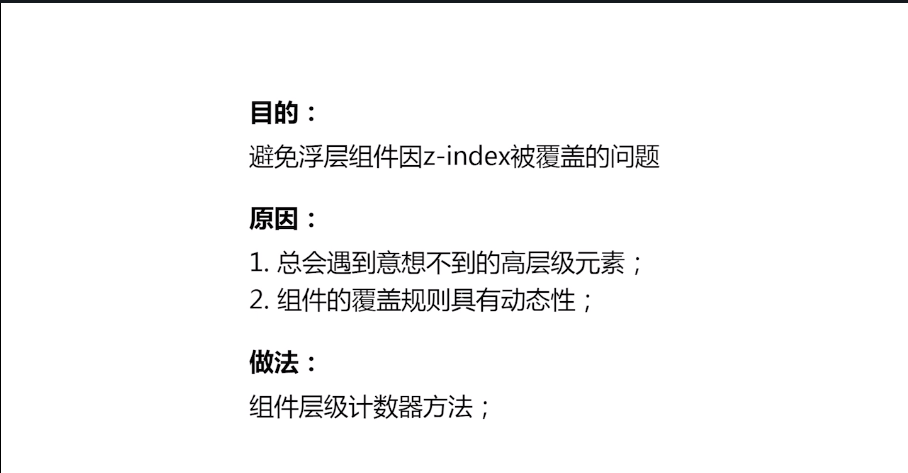 目的：
避免浮层组件因z-index被覆盖的问题
原因：
1. 总会遇到意想不到的高层级元素；
2. 组件的覆盖规则具有动态性；
做法：
组件层级计数器方法；